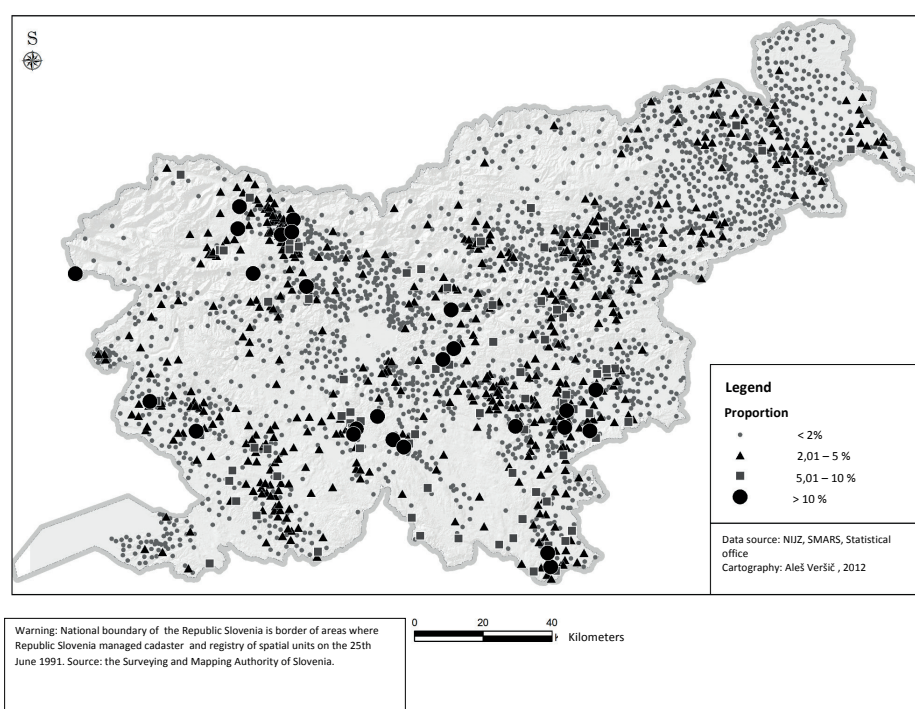 S
Legend
Proportion
< 2%
2,01 – 5 %
5,01 – 10 %
> 10 %
Data source: NIJZ, SMARS, Statistical
office
Cartography: Aleš Veršič , 2012
0 20 40
Kilometers
Warning: National boundary of the Republic Slovenia is border of areas where
Republic Slovenia managed cadaster and registry of spatial units on the 25th
June 1991. Source: the Surveying and Mapping Authority of Slovenia.